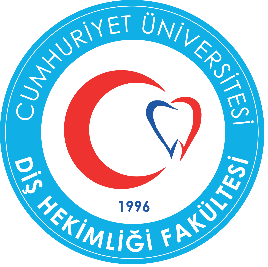 CUMHURİYET ÜNİVERSİTESİ
1996
DİŞ HEKİMLİĞİ FAKÜLTESİ